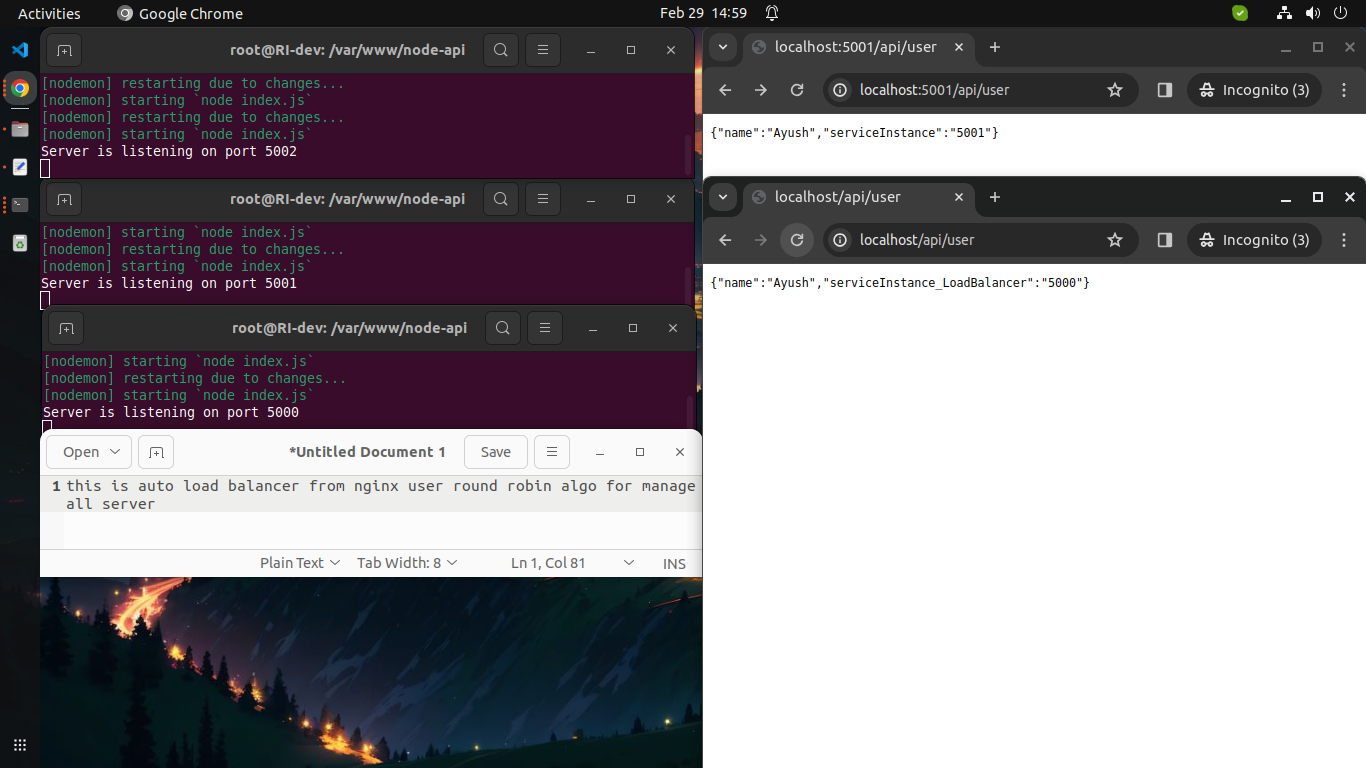 Activities
Google Chrome
Feb 29 14:59
root@RI-dev: /var/www/node-api
[nodemon] restarting due to changes...
[nodemon] starting `node index.js`
[nodemon] restarting due to changes...
[nodemon] starting `node index.js`
Server is listening on port 5002
root@RI-dev: /var/www/node-api
[nodemon] starting `node index.js`
[nodemon] restarting due to changes...
[nodemon] starting `node index.js`
Server is listening on port 5001
root@RI-dev: /var/www/node-api
[nodemon] starting `node index.js`
[nodemon] restarting due to changes...
[nodemon] starting `node index.js`
Server is listening on port 5000
Open
*Untitled Document 1
Save
1 this is auto load balancer from nginx user round robin algo for manage
all server
Plain Text
Tab Width: 8
Ln 1, Col 81
INS
localhost:5001/api/user
localhost:5001/api/user
Incognito (3)
{"name":"Ayush","serviceInstance":"5001"}
localhost/api/user
localhost/api/user
Incognito (3)
{"name":"Ayush","serviceInstance_LoadBalancer":"5000"}